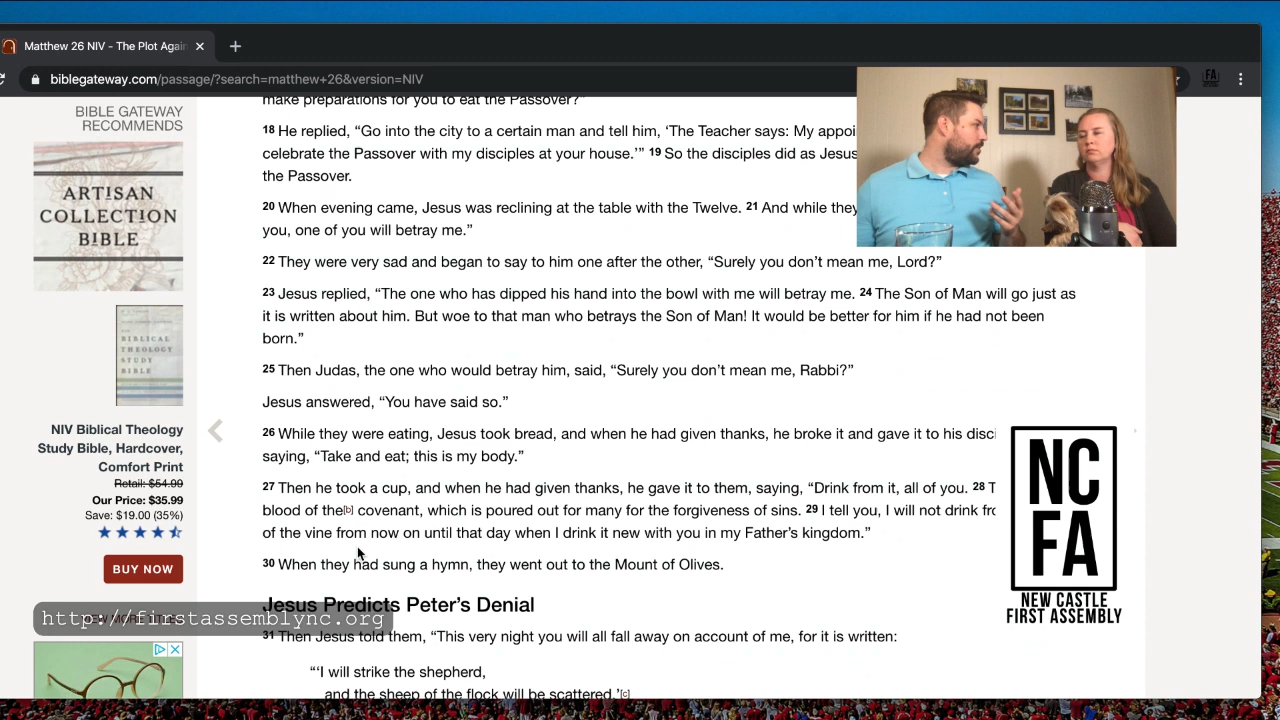 Matthew 26 NIV - The Plot Again
biblegateway.com/passage/?search=matthew+26&version=NIV
FA
BIBLE GATEWAY
RECOMMENDS
ARTISAN
COLLECTION
BIBLE
BIBLICAL
THEOLOGY
STUDY
BIBLE
NIV Biblical Theology
Study Bible, Hardcover,
Comfort Print
Retail: $54.99
Our Price: $35.99
Save: $19.00 (35%)
BUY NOW
http://firstassemblync.org
make preparations for you to eat the Passover?”
18 He replied, “Go into the city to a certain man and tell him, ‘The Teacher says: My appoi
celebrate the Passover with my disciples at your house.’” 19 So the disciples did as Jesus
the Passover.
20 When evening came, Jesus was reclining at the table with the Twelve. 21 And while they
you, one of you will betray me.”
22 They were very sad and began to say to him one after the other, “Surely you don’t mean me, Lord?”
23 Jesus replied, “The one who has dipped his hand into the bowl with me will betray me. 24 The Son of Man will go just as
it is written about him. But woe to that man who betrays the Son of Man! It would be better for him if he had not been
born.”
25 Then Judas, the one who would betray him, said, “Surely you don’t mean me, Rabbi?”
Jesus answered, “You have said so.”
26 While they were eating, Jesus took bread, and when he had given thanks, he broke it and gave it to his disci
saying, “Take and eat; this is my body.”
27 Then he took a cup, and when he had given thanks, he gave it to them, saying, “Drink from it, all of you. 28 T
blood of the[b] covenant, which is poured out for many for the forgiveness of sins. 29 I tell you, I will not drink fr
of the vine from now on until that day when I drink it new with you in my Father’s kingdom.”
30 When they had sung a hymn, they went out to the Mount of Olives.
Jesus Predicts Peter’s Denial
31 Then Jesus told them, “This very night you will all fall away on account of me, for it is written:
“‘I will strike the shepherd,
and the sheep of the flock will be scattered.’[c]
NC
FA
NEW CASTLE
FIRST ASSEMBLY